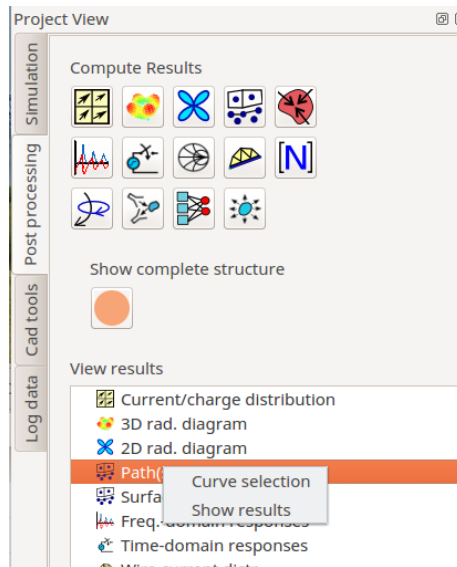 Project View
Simulation
Post processing
Cad tools
Log data
Compute Results
[N]
Show complete structure
View results
Current/charge distribution
3D rad. diagram
2D rad. diagram
Path(
Curve selection
Surfa
Show results
Freq.-domain responses
Time-domain responses